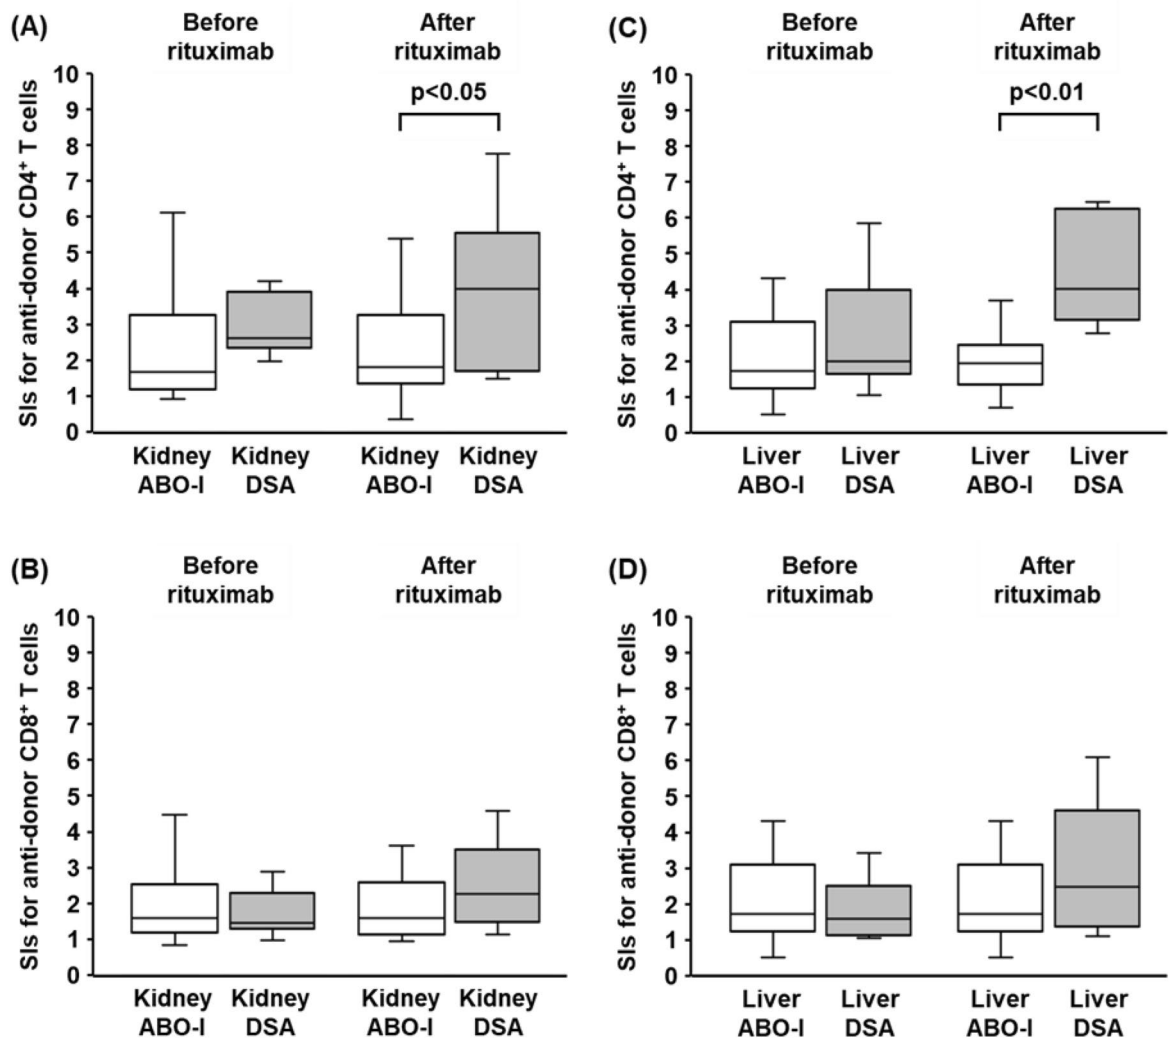 (A)
Before
rituximab
After
rituximab
SIs for anti-donor CD4⁺ T cells
10
9
8
7
6
5
4
3
2
1
0
p<0.05
Kidney
ABO-I
Kidney
DSA
Kidney
ABO-I
Kidney
DSA
(C)
Before
rituximab
After
rituximab
SIs for anti-donor CD4⁺ T cells
10
9
8
7
6
5
4
3
2
1
0
p<0.01
Liver
ABO-I
Liver
DSA
Liver
ABO-I
Liver
DSA
(B)
Before
rituximab
After
rituximab
SIs for anti-donor CD8⁺ T cells
10
9
8
7
6
5
4
3
2
1
0
Kidney
ABO-I
Kidney
DSA
Kidney
ABO-I
Kidney
DSA
(D)
Before
rituximab
After
rituximab
SIs for anti-donor CD8⁺ T cells
10
9
8
7
6
5
4
3
2
1
0
Liver
ABO-I
Liver
DSA
Liver
ABO-I
Liver
DSA